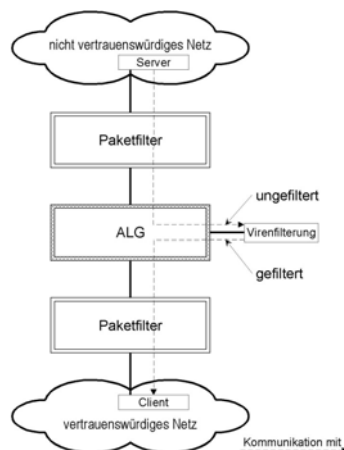 nicht vertrauenswürdiges Netz
Server
Paketfilter
ungefiltert
ALG
Virenfilterung
gefiltert
Paketfilter
Client
vertrauenswürdiges Netz
Kommunikation mit